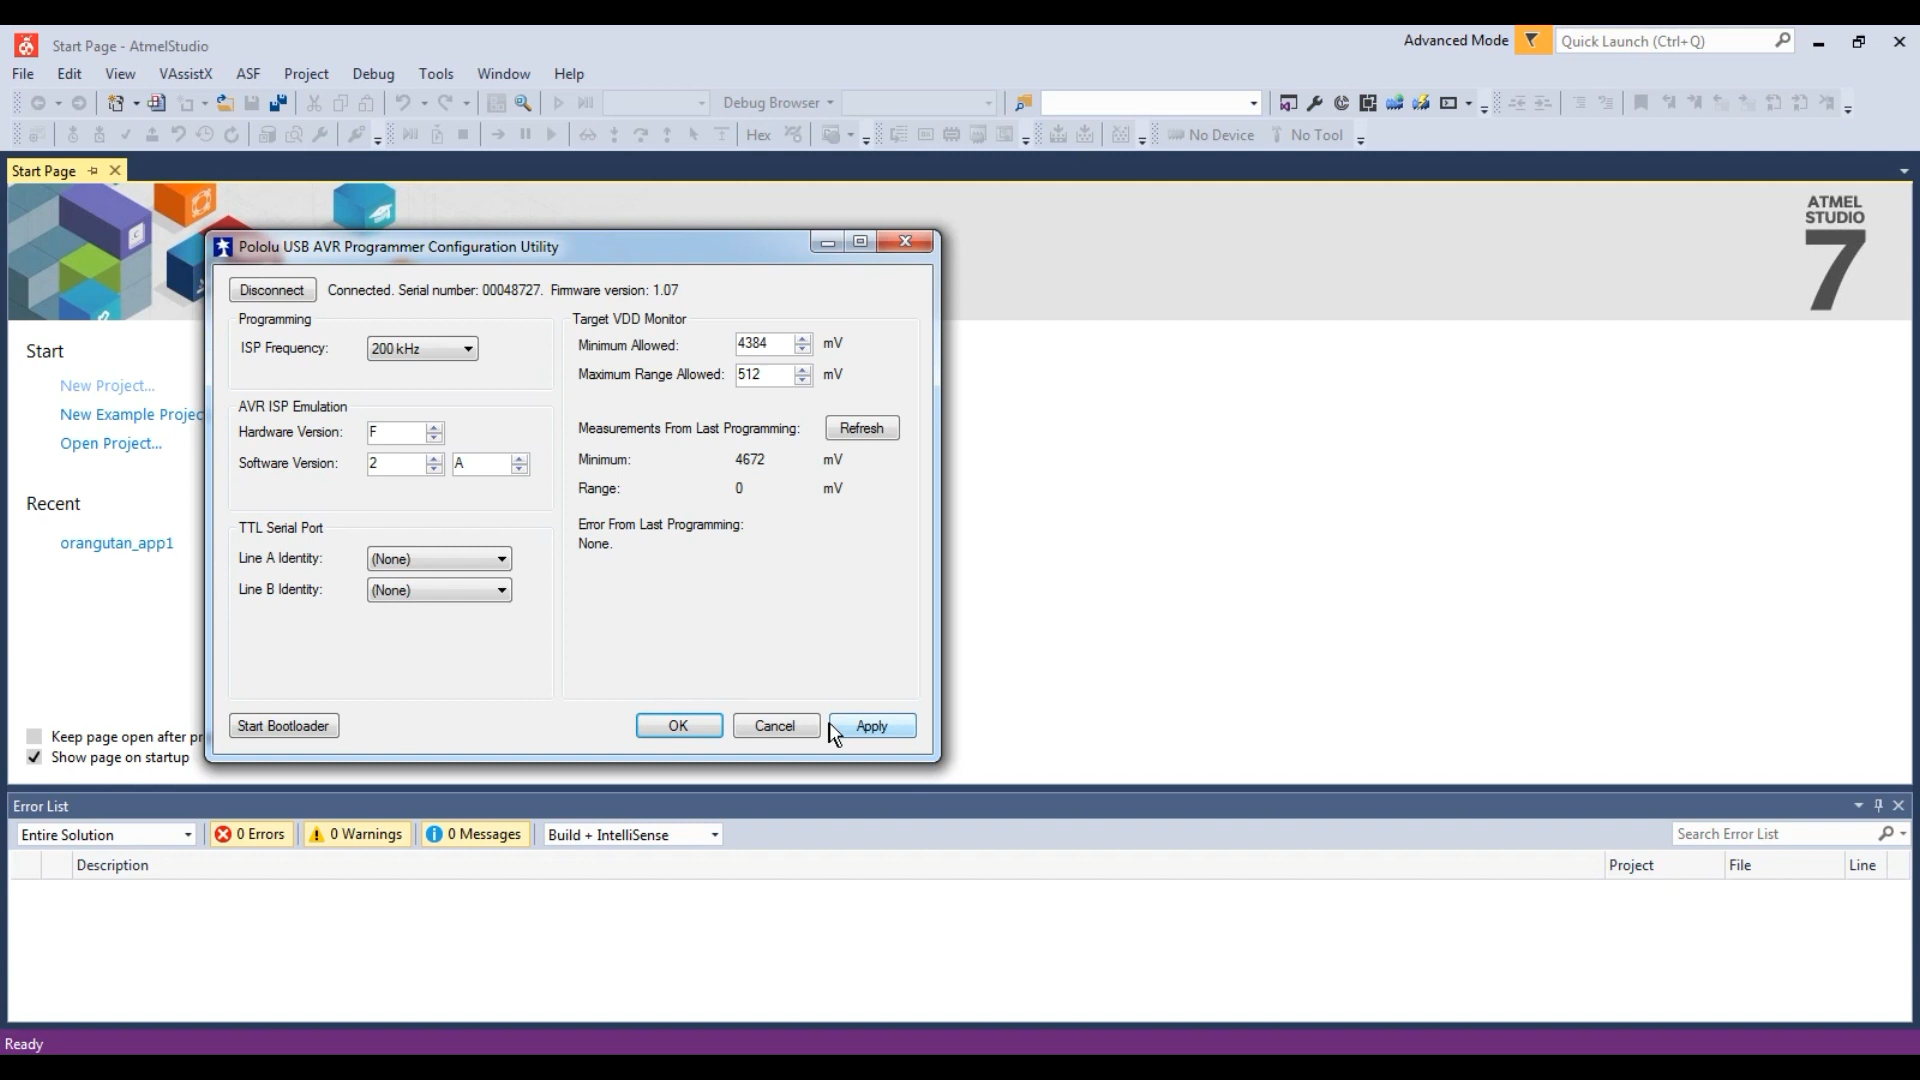 Start Page - AtmelStudio
Advanced Mode
Quick Launch (Ctrl+Q)
File Edit View VAssistX ASF Project Debug Tools Window Help
Debug Browser
Hex
No Device
No Tool
Start Page
ATMEL
STUDIO
7
Start
New Project...
New Example Projec
Open Project...
Recent
orangutan_app1
Keep page open after pr
Show page on startup
Pololu USB AVR Programmer Configuration Utility
Disconnect
Connected. Serial number: 00048727. Firmware version: 1.07
Programming
ISP Frequency: 200 kHz
AVR ISP Emulation
Hardware Version: F
Software Version: 2 A
TTL Serial Port
Line A Identity: (None)
Line B Identity: (None)
Target VDD Monitor
Minimum Allowed: 4384 mV
Maximum Range Allowed: 512 mV
Measurements From Last Programming: Refresh
Minimum: 4672 mV
Range: 0 mV
Error From Last Programming:
None.
Start Bootloader
OK
Cancel
Apply
Error List
Entire Solution
0 Errors
0 Warnings
0 Messages
Build + IntelliSense
Search Error List
Description Project File Line
Ready